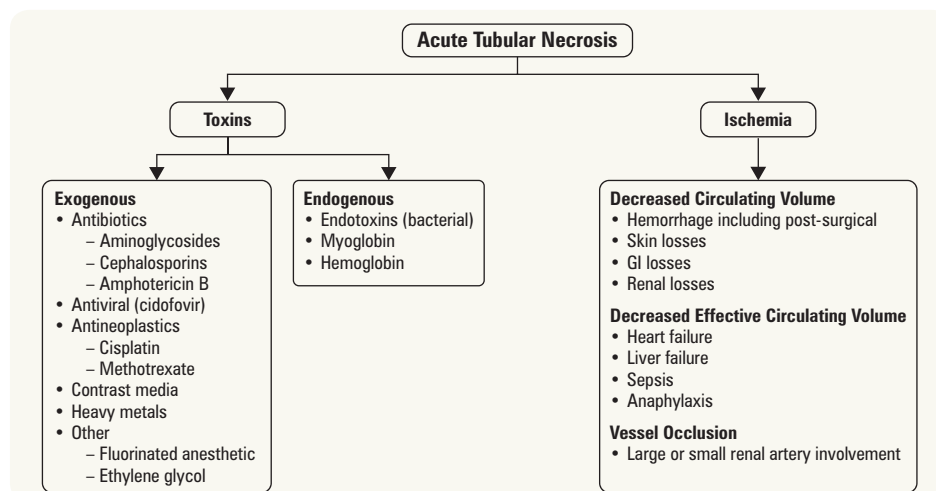 Acute Tubular Necrosis
Toxins
Ischemia
Exogenous
• Antibiotics
– Aminoglycosides
– Cephalosporins
– Amphotericin B
• Antiviral (cidofovir)
• Antineoplastics
– Cisplatin
– Methotrexate
• Contrast media
• Heavy metals
• Other
– Fluorinated anesthetic
– Ethylene glycol
Endogenous
• Endotoxins (bacterial)
• Myoglobin
• Hemoglobin
Decreased Circulating Volume
• Hemorrhage including post-surgical
• Skin losses
• GI losses
• Renal losses
Decreased Effective Circulating Volume
• Heart failure
• Liver failure
• Sepsis
• Anaphylaxis
Vessel Occlusion
• Large or small renal artery involvement